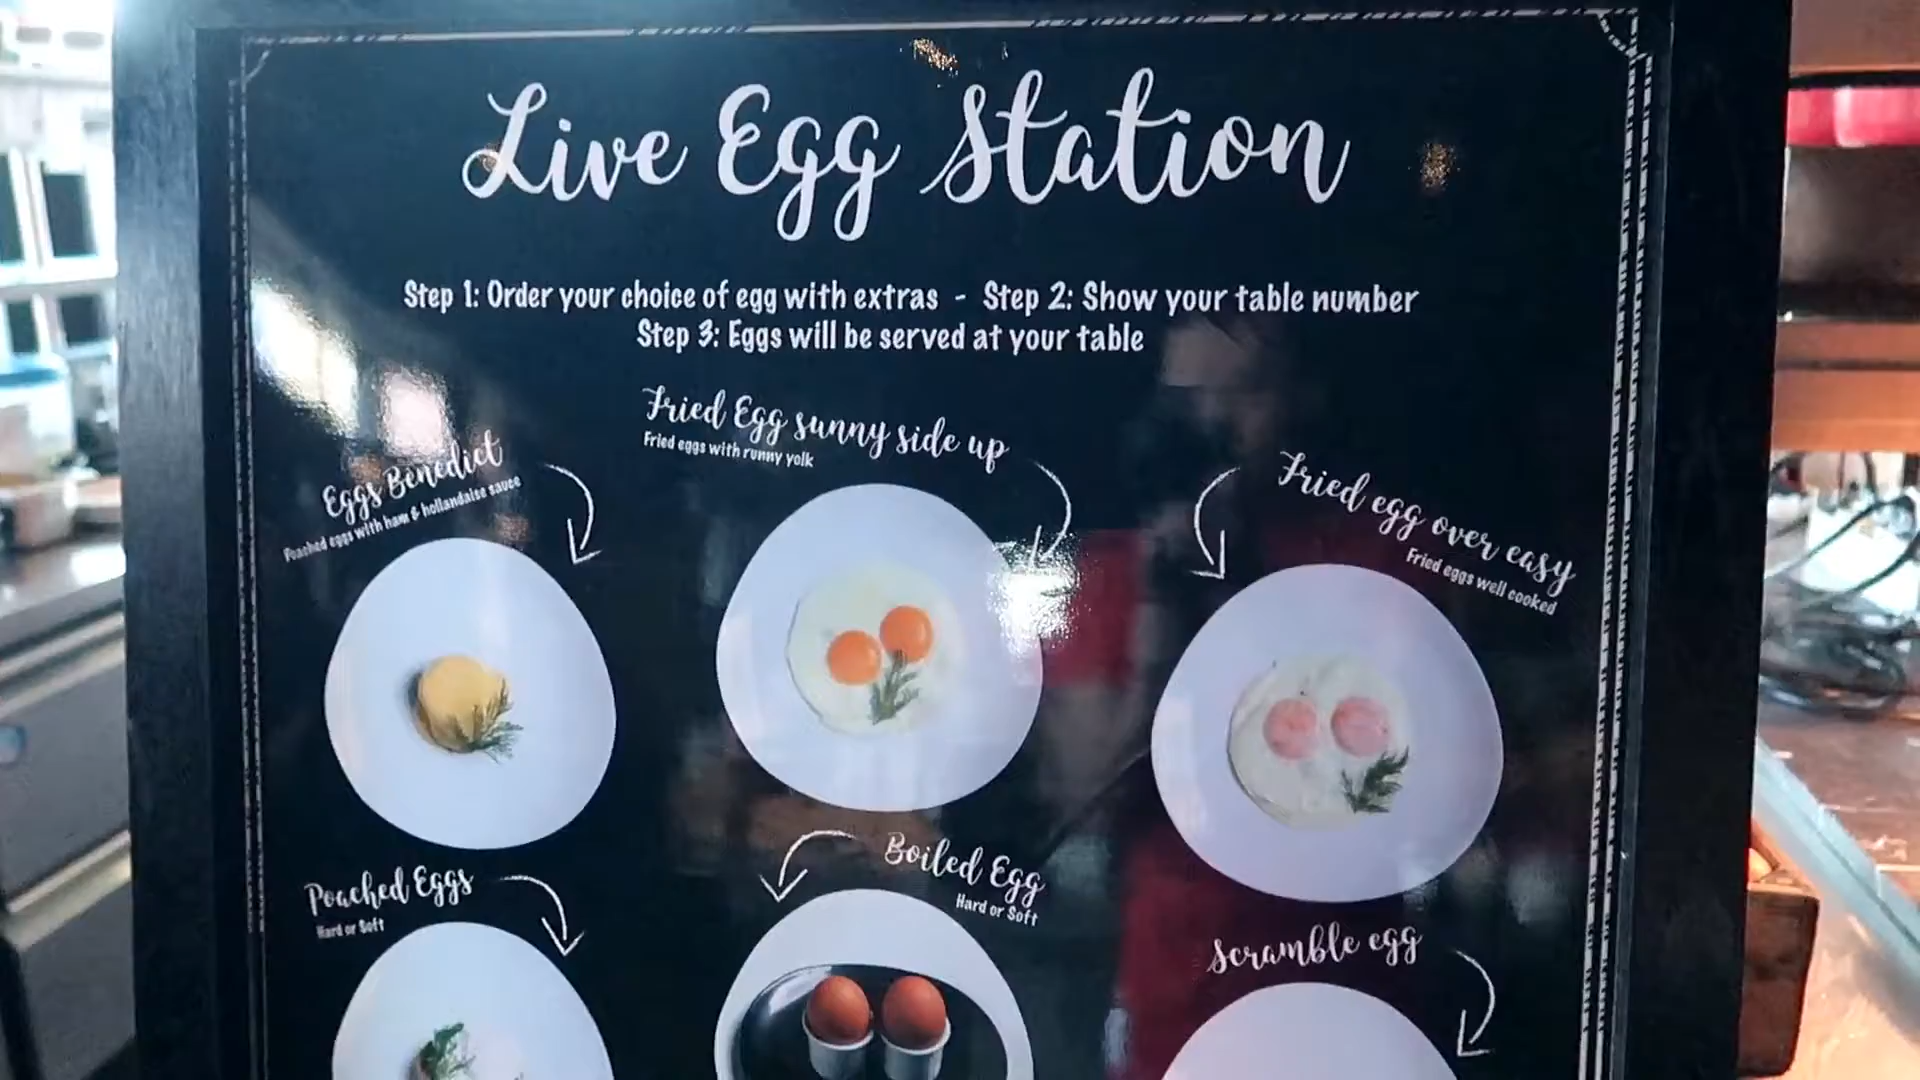 Live Egg Station
Step 1: Order your choice of egg with extras - Step 2: Show your table number
Step 3: Eggs will be served at your table
Eggs Benedict
Poached eggs with ham & hollandaise sauce
Fried Egg sunny side up
Fried eggs with runny yolk
Fried egg over easy
Fried eggs well cooked
Poached Eggs
Hard or Soft
Boiled Egg
Hard or Soft
Scramble egg